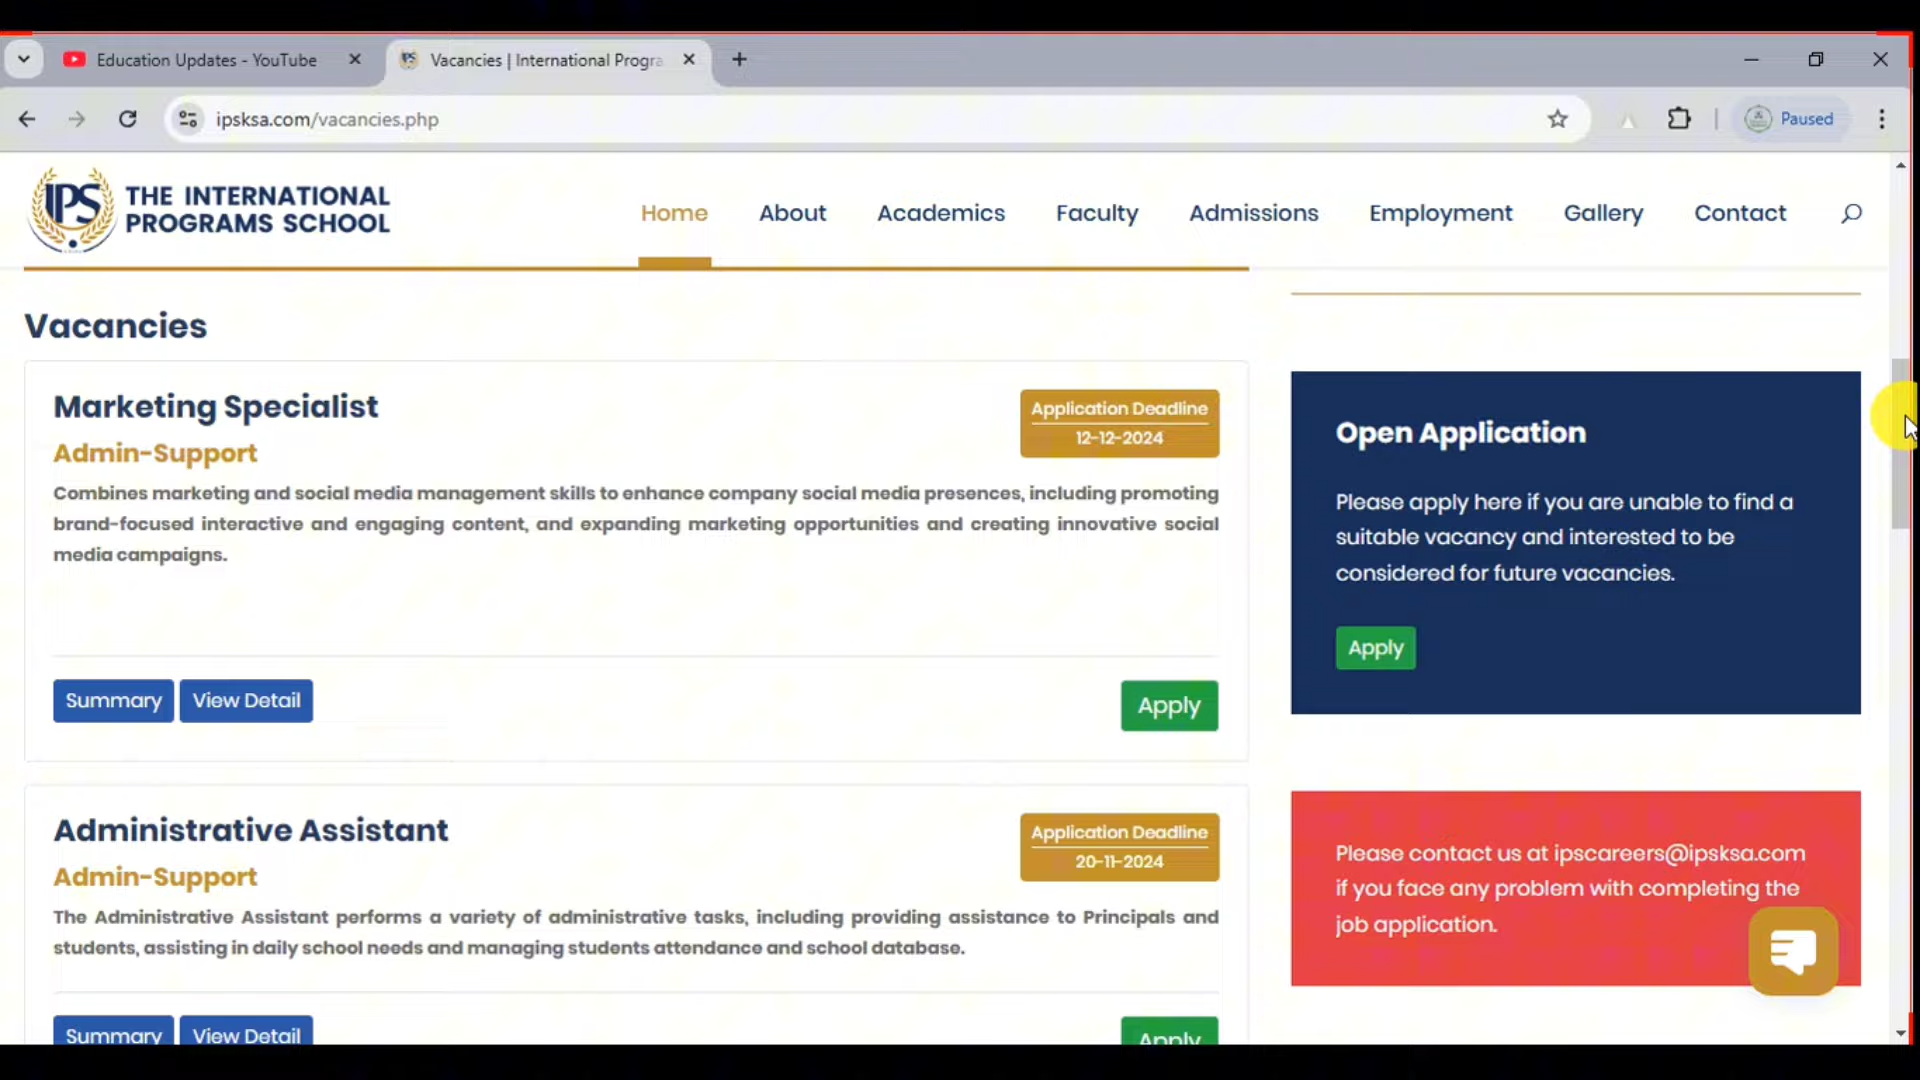 Education Updates - YouTube
Vacancies | International Progra
ipsksa.com/vacancies.php
Paused
IPS
THE INTERNATIONAL
PROGRAMS SCHOOL
Home
About
Academics
Faculty
Admissions
Employment
Gallery
Contact
Vacancies
Marketing Specialist
Admin-Support
Application Deadline
12-12-2024
Combines marketing and social media management skills to enhance company social media presences, including promoting
brand-focused interactive and engaging content, and expanding marketing opportunities and creating innovative social
media campaigns.
Summary
View Detail
Apply
Administrative Assistant
Admin-Support
Application Deadline
20-11-2024
The Administrative Assistant performs a variety of administrative tasks, including providing assistance to Principals and
students, assisting in daily school needs and managing students attendance and school database.
Summary
View Detail
Apply
Open Application
Please apply here if you are unable to find a
suitable vacancy and interested to be
considered for future vacancies.
Apply
Please contact us at ipscareers@ipsksa.com
if you face any problem with completing the
job application.